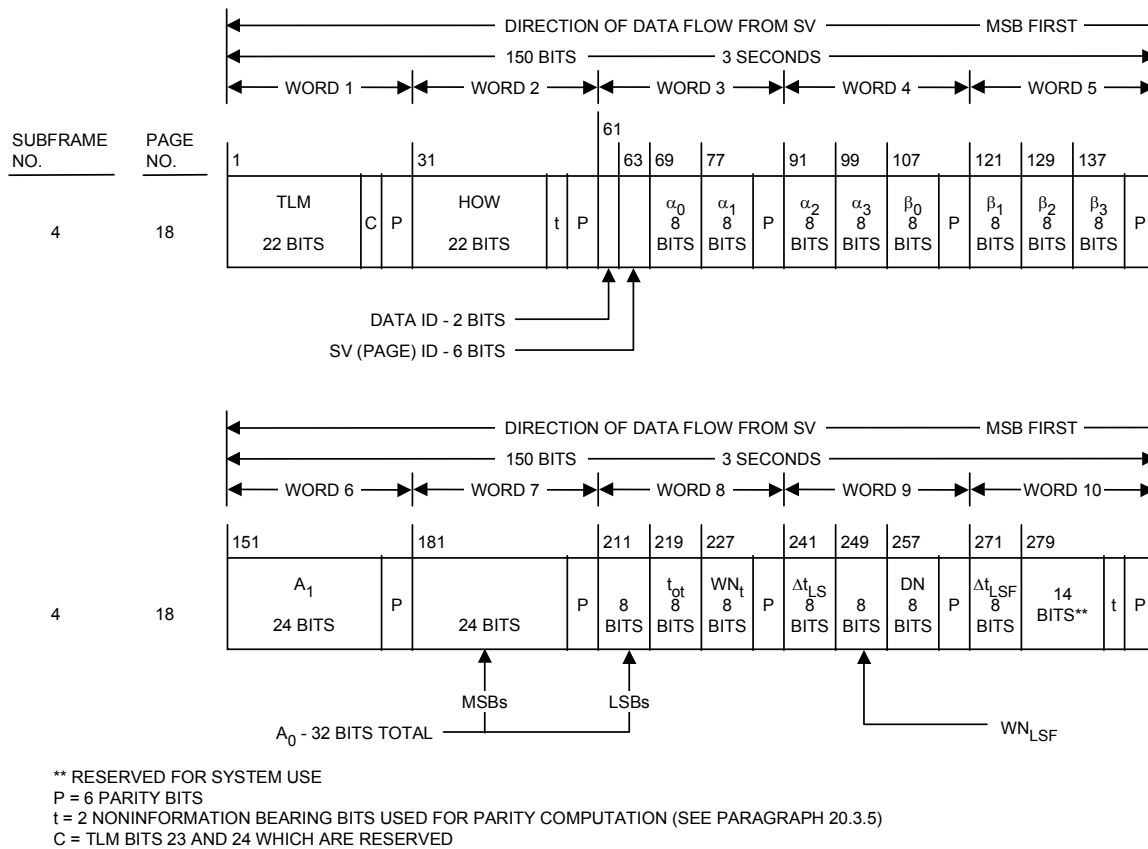 DIRECTION OF DATA FLOW FROM SV MSB FIRST
150 BITS 3 SECONDS
WORD 1 WORD 2 WORD 3 WORD 4 WORD 5
SUBFRAME NO.
PAGE NO.
1 31 61 63 69 77 91 99 107 121 129 137
4 18
TLM 22 BITS
C
P
HOW 22 BITS
t
P
α0 8 BITS
α1 8 BITS
P
α2 8 BITS
α3 8 BITS
β0 8 BITS
P
β1 8 BITS
β2 8 BITS
β3 8 BITS
P
DATA ID - 2 BITS
SV (PAGE) ID - 6 BITS
DIRECTION OF DATA FLOW FROM SV MSB FIRST
150 BITS 3 SECONDS
WORD 6 WORD 7 WORD 8 WORD 9 WORD 10
151 181 211 219 227 241 249 257 271 279
4 18
A1 24 BITS
P
24 BITS
P
8 BITS
tot 8 BITS
WNt 8 BITS
P
ΔtLS 8 BITS
8 BITS
DN 8 BITS
P
ΔtLSF 8 BITS
14 BITS**
t
P
MSBs LSBs
A0 - 32 BITS TOTAL
WNLSF
** RESERVED FOR SYSTEM USE
P = 6 PARITY BITS
t = 2 NONINFORMATION BEARING BITS USED FOR PARITY COMPUTATION (SEE PARAGRAPH 20.3.5)
C = TLM BITS 23 AND 24 WHICH ARE RESERVED